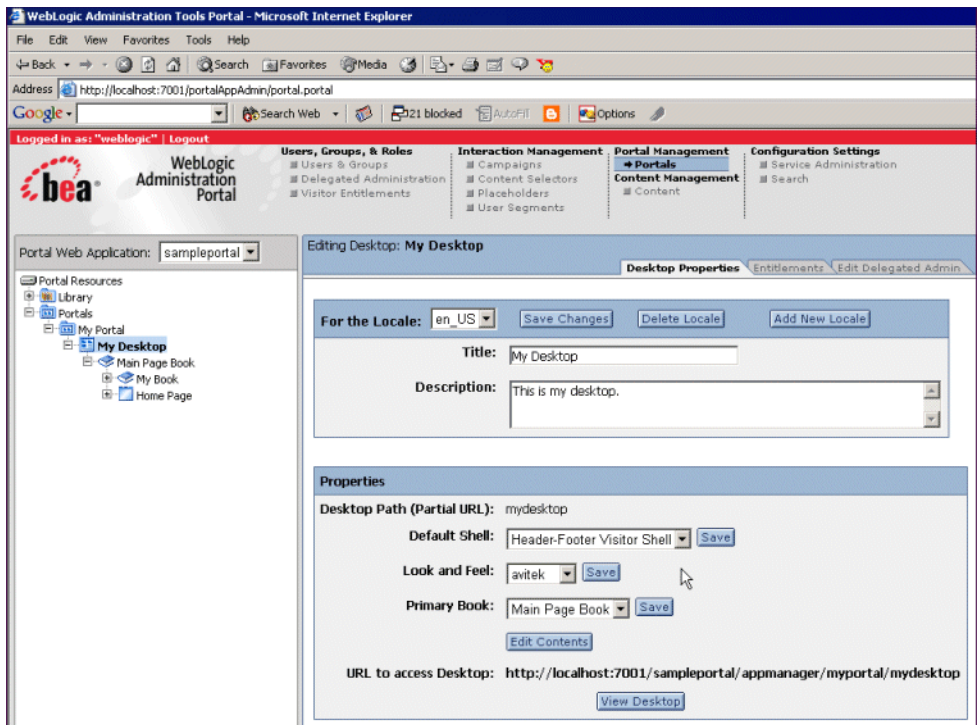 WebLogic Administration Tools Portal - Microsoft Internet Explorer
File Edit View Favorites Tools Help
Back Search Favorites Media
Address http://localhost:7001/portalAppAdmin/portal.portal
Google Search Web 321 blocked AutoFill Options
Logged in as: "weblogic" | Logout
bea
WebLogic
Administration
Portal
Users, Groups, & Roles
Users & Groups
Delegated Administration
Visitor Entitlements
Interaction Management
Campaigns
Content Selectors
Placeholders
User Segments
Portal Management
Portals
Content Management
Content
Configuration Settings
Service Administration
Search
Portal Web Application: sampleportal
Portal Resources
Library
Portals
My Portal
My Desktop
Main Page Book
My Book
Home Page
Editing Desktop: My Desktop
Desktop Properties Entitlements Edit Delegated Admin
For the Locale: en_US Save Changes Delete Locale Add New Locale
Title: My Desktop
Description: This is my desktop.
Properties
Desktop Path (Partial URL): mydesktop
Default Shell: Header-Footer Visitor Shell Save
Look and Feel: avitek Save
Primary Book: Main Page Book Save
Edit Contents
URL to access Desktop: http://localhost:7001/sampleportal/appmanager/myportal/mydesktop
View Desktop